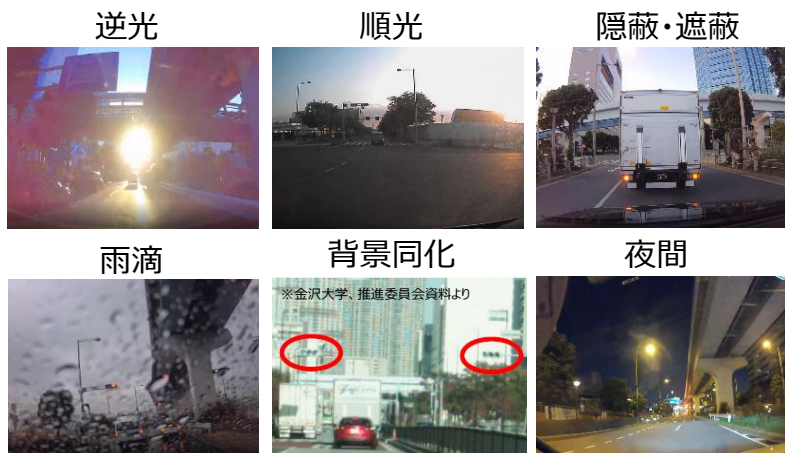 逆光
順光
隠蔽・遮蔽
雨滴
背景同化
夜間
※金沢大学、推進委員会資料より